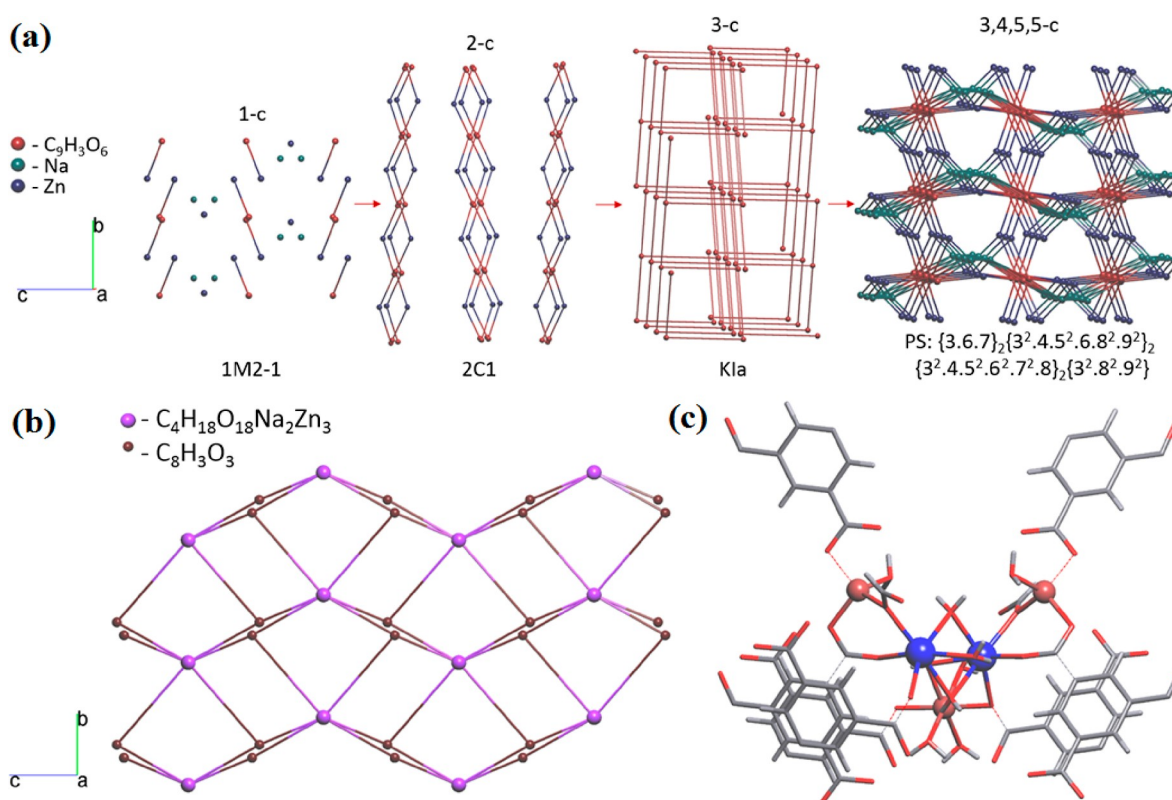 (a)
1-c
2-c
3-c
3,4,5,5-c
- C₉H₃O₆
- Na
- Zn
b
c
a
1M2-1
2C1
KIa
PS: {3.6.7}₂{3².4.5².6.8².9²}₂
{3².4.5².6².7².8}₂{3².8².9²}
(b)
- C₄H₁₈O₁₈Na₂Zn₃
- C₈H₃O₃
b
c
a
(c)